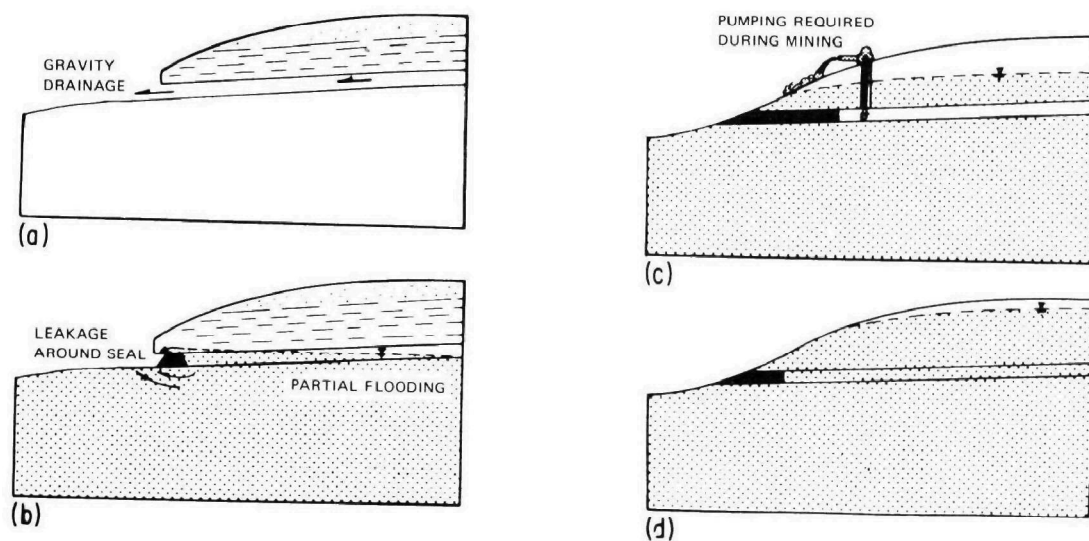 GRAVITY
DRAINAGE
(a)
LEAKAGE
AROUND SEAL
PARTIAL FLOODING
(b)
PUMPING REQUIRED
DURING MINING
(c)
(d)